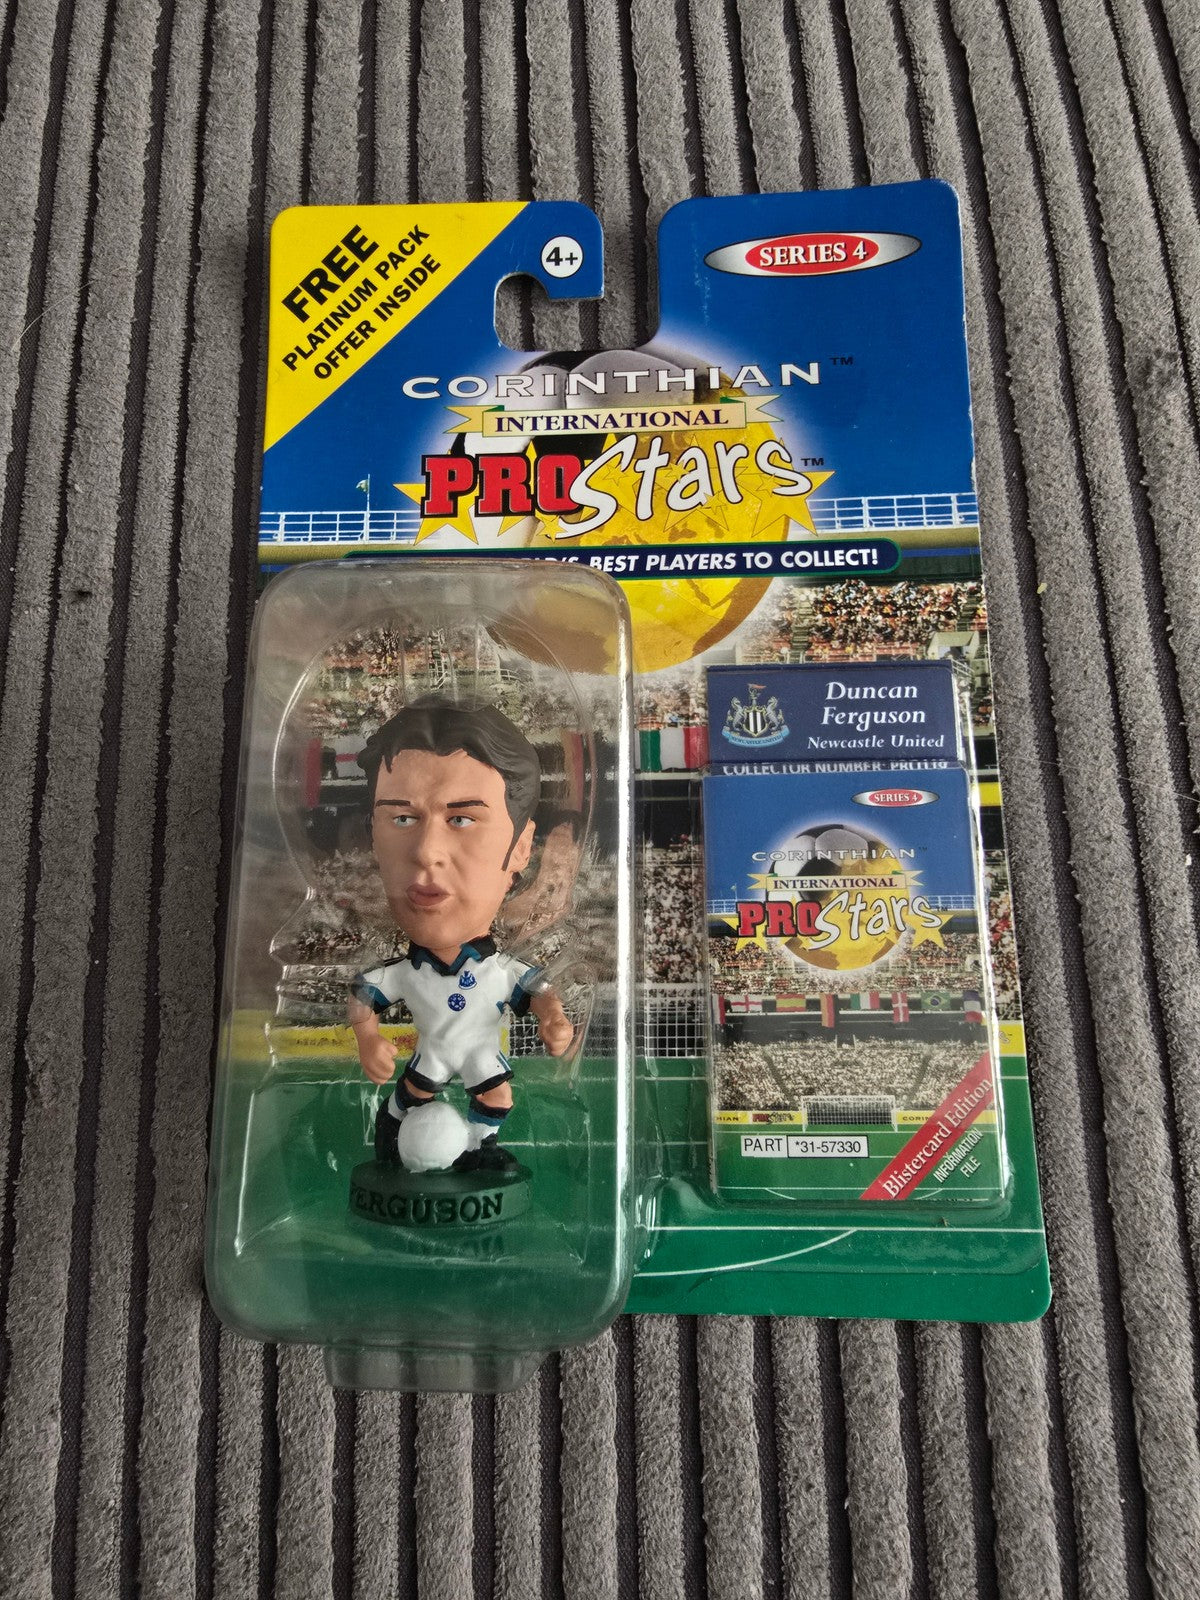 FREE
PLATINUM PACK
OFFER INSIDE
4+
SERIES 4
CORINTHIAN™
INTERNATIONAL
PROStars™
BEST PLAYERS TO COLLECT!
Duncan
Ferguson
Newcastle United
COLLECTOR NUMBER:
SERIES 4
CORINTHIAN
INTERNATIONAL
PROStars
PART *31-57330
Blistercard Edition
INFORMATION
FILE
FERGUSON